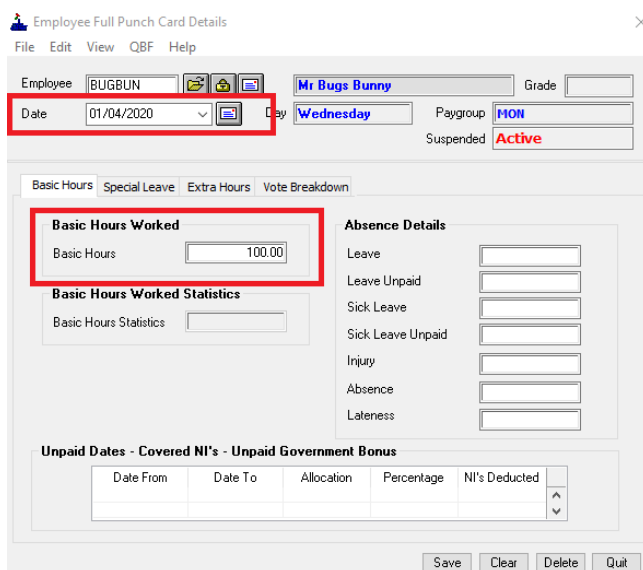 Employee Full Punch Card Details
File Edit View QBF Help
Employee BUGBUN Mr Bugs Bunny Grade
Date 01/04/2020 Day Wednesday Paygroup MON
Suspended Active
Basic Hours Special Leave Extra Hours Vote Breakdown
Basic Hours Worked
Basic Hours 100.00
Basic Hours Worked Statistics
Basic Hours Statistics
Absence Details
Leave
Leave Unpaid
Sick Leave
Sick Leave Unpaid
Injury
Absence
Lateness
Unpaid Dates - Covered NI's - Unpaid Government Bonus
Date From Date To Allocation Percentage NI's Deducted
Save Clear Delete Quit